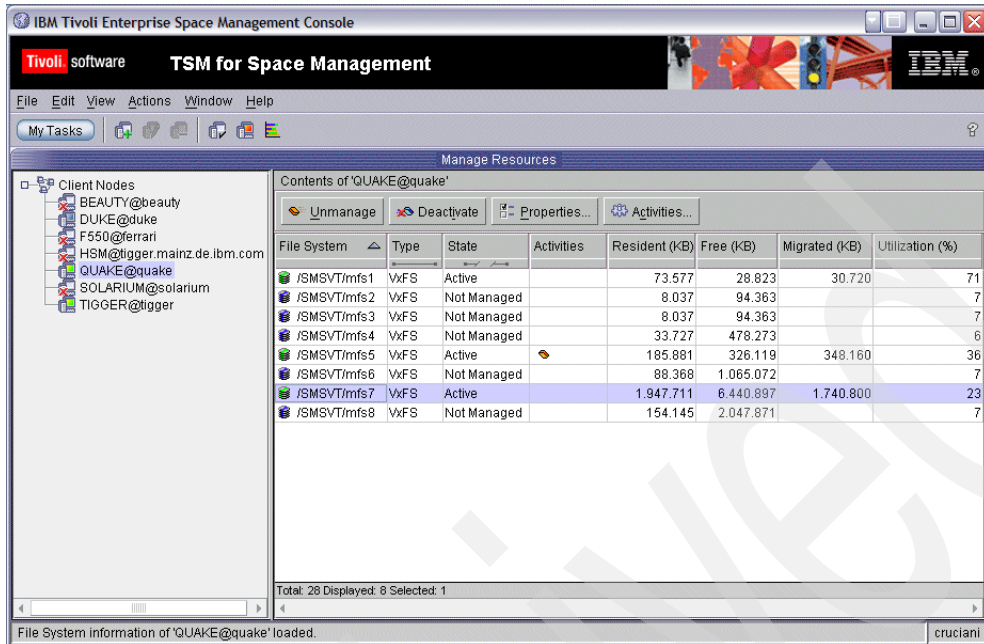 IBM Tivoli Enterprise Space Management Console
Tivoli. software TSM for Space Management IBM®
File Edit View Actions Window Help
My Tasks
Manage Resources
Client Nodes
BEAUTY@beauty
DUKE@duke
F550@ferrari
HSM@tigger.mainz.de.ibm.com
QUAKE@quake
SOLARIUM@solarium
TIGGER@tigger
Contents of 'QUAKE@quake'
Unmanage Deactivate Properties... Activities...
File System Type State Activities Resident (KB) Free (KB) Migrated (KB) Utilization (%)
/SMSVT/mfs1 VxFS Active 73.577 28.823 30.720 71
/SMSVT/mfs2 VxFS Not Managed 8.037 94.363 7
/SMSVT/mfs3 VxFS Not Managed 8.037 94.363 7
/SMSVT/mfs4 VxFS Not Managed 33.727 478.273 6
/SMSVT/mfs5 VxFS Active 185.881 326.119 348.160 36
/SMSVT/mfs6 VxFS Not Managed 88.368 1.065.072 7
/SMSVT/mfs7 VxFS Active 1.947.711 6.440.897 1.740.800 23
/SMSVT/mfs8 VxFS Not Managed 154.145 2.047.871 7
Total: 28 Displayed: 8 Selected: 1
File System information of 'QUAKE@quake' loaded. cruciani